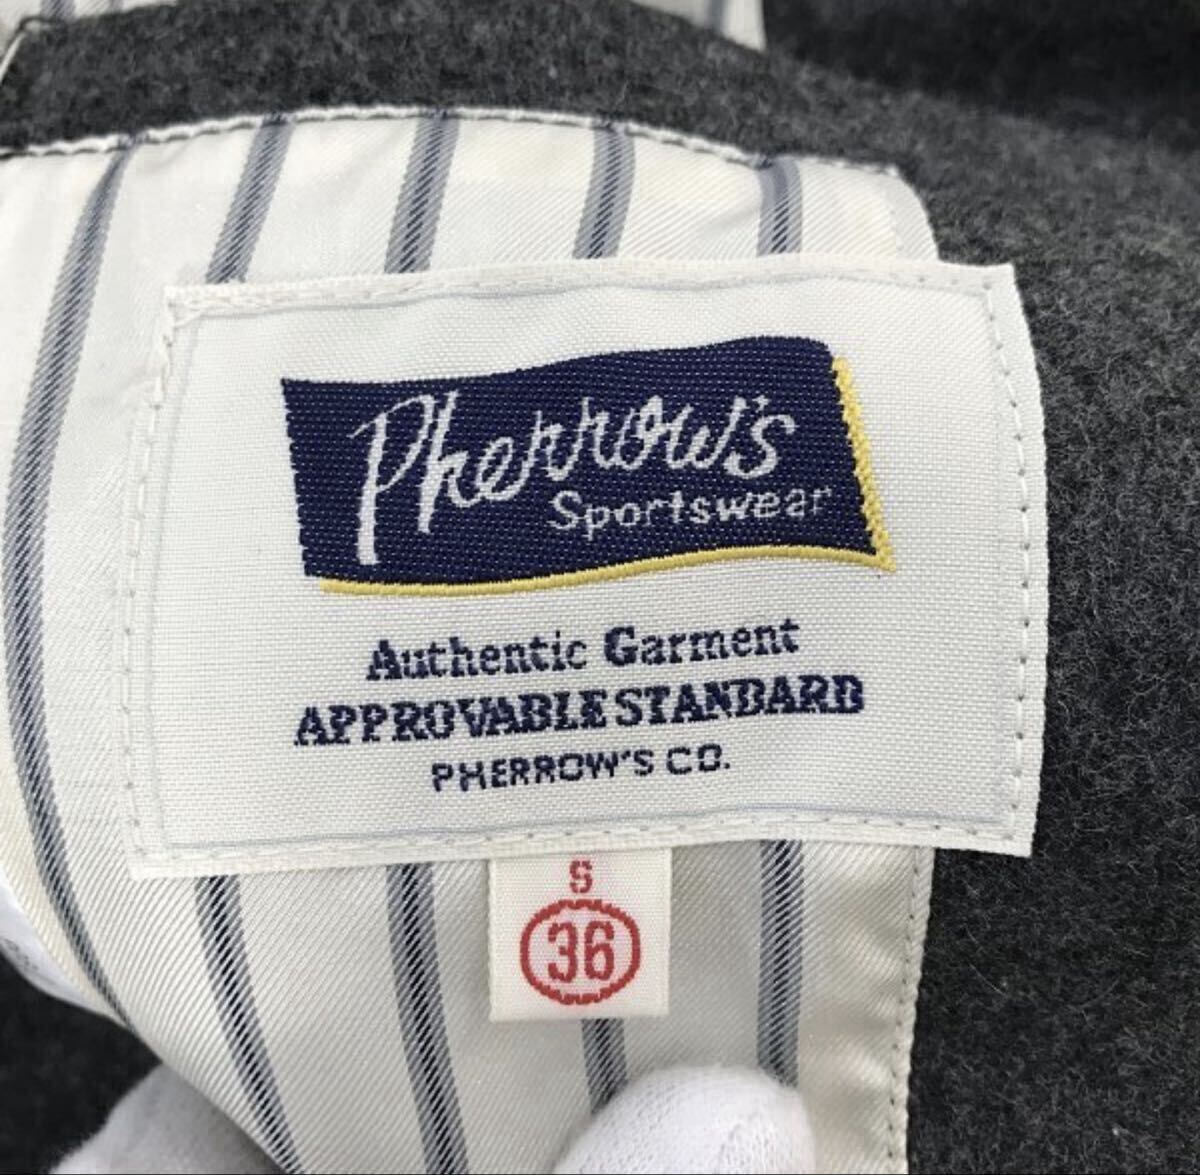 Pherrow's
Sportswear
Authentic Garment
APPROVABLE STANDARD
PHERROW'S CO.
S
36